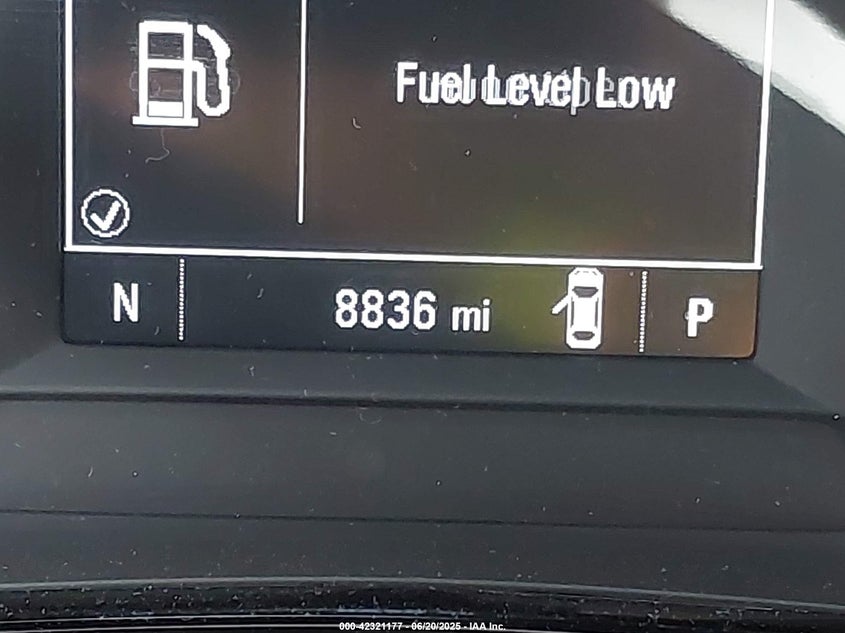 Fuel Level Low
N 8836 mi P
000-42321177 - 06/20/2025 - IAA Inc.